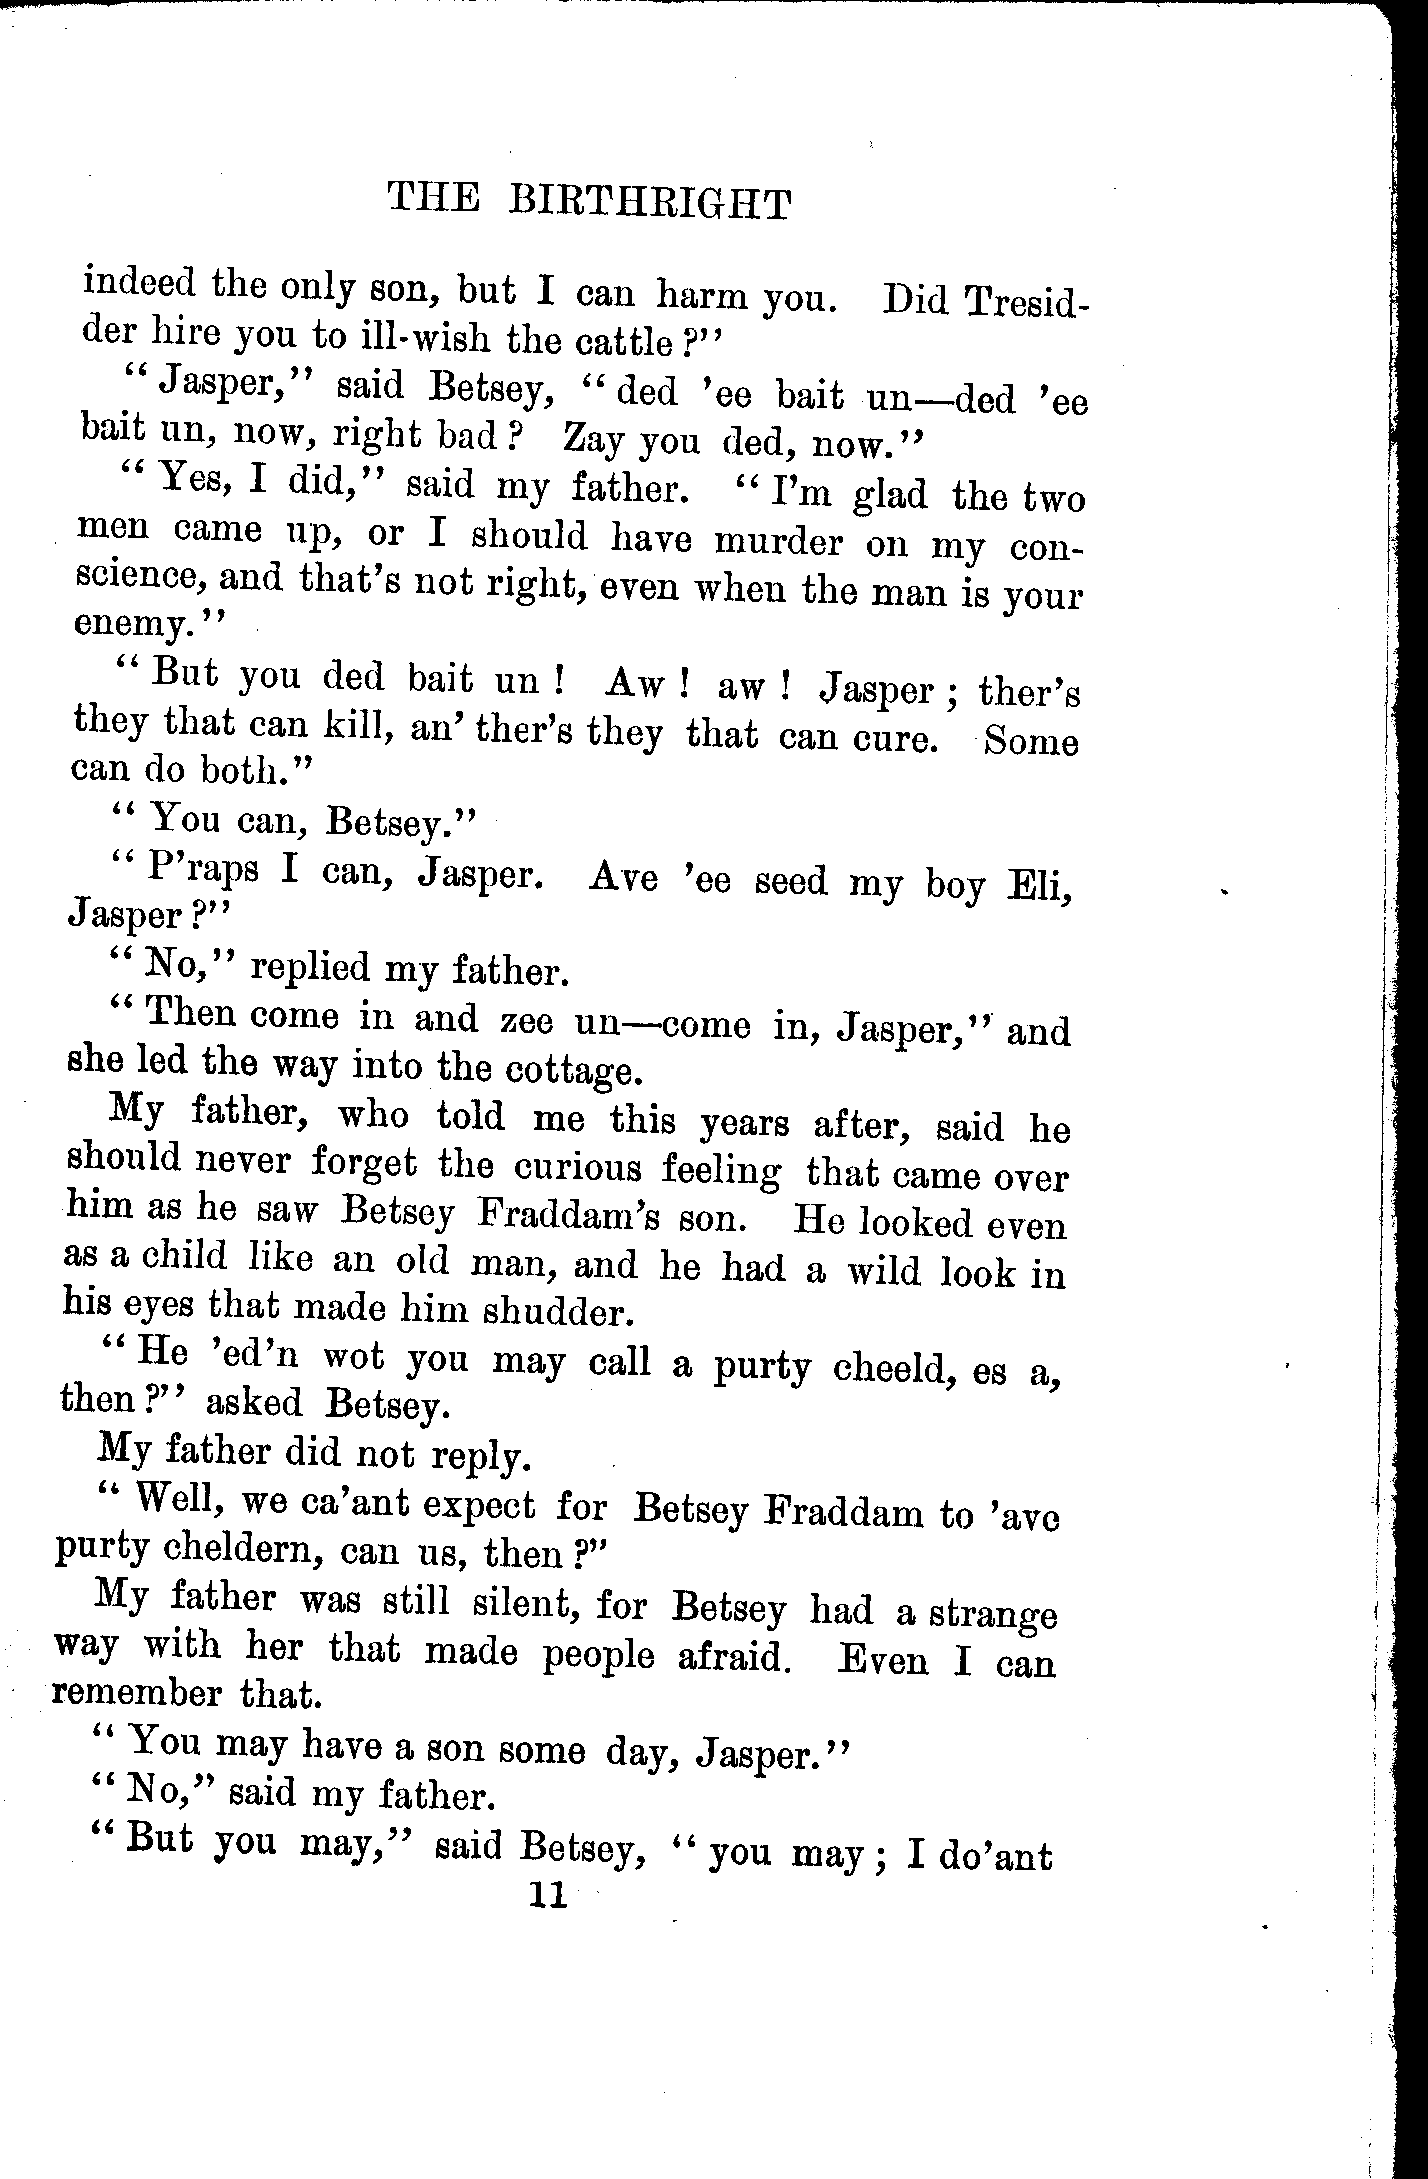 THE BIRTHRIGHT
indeed the only son, but I can harm you. Did Tresid-
der hire you to ill-wish the cattle?"
"Jasper," said Betsey, "ded 'ee bait un—ded 'ee
bait un, now, right bad? Zay you ded, now."
"Yes, I did," said my father. "I'm glad the two
men came up, or I should have murder on my con-
science, and that's not right, even when the man is your
enemy."
"But you ded bait un! Aw! aw! Jasper; ther's
they that can kill, an' ther's they that can cure. Some
can do both."
"You can, Betsey."
"P'raps I can, Jasper. Ave 'ee seed my boy Eli,
Jasper?"
"No," replied my father.
"Then come in and zee un—come in, Jasper," and
she led the way into the cottage.
My father, who told me this years after, said he
should never forget the curious feeling that came over
him as he saw Betsey Fraddam's son. He looked even
as a child like an old man, and he had a wild look in
his eyes that made him shudder.
"He 'ed'n wot you may call a purty cheeld, es a,
then?" asked Betsey.
My father did not reply.
"Well, we ca'ant expect for Betsey Fraddam to 'ave
purty cheldern, can us, then?"
My father was still silent, for Betsey had a strange
way with her that made people afraid. Even I can
remember that.
"You may have a son some day, Jasper."
"No," said my father.
"But you may," said Betsey, "you may; I do'ant
11